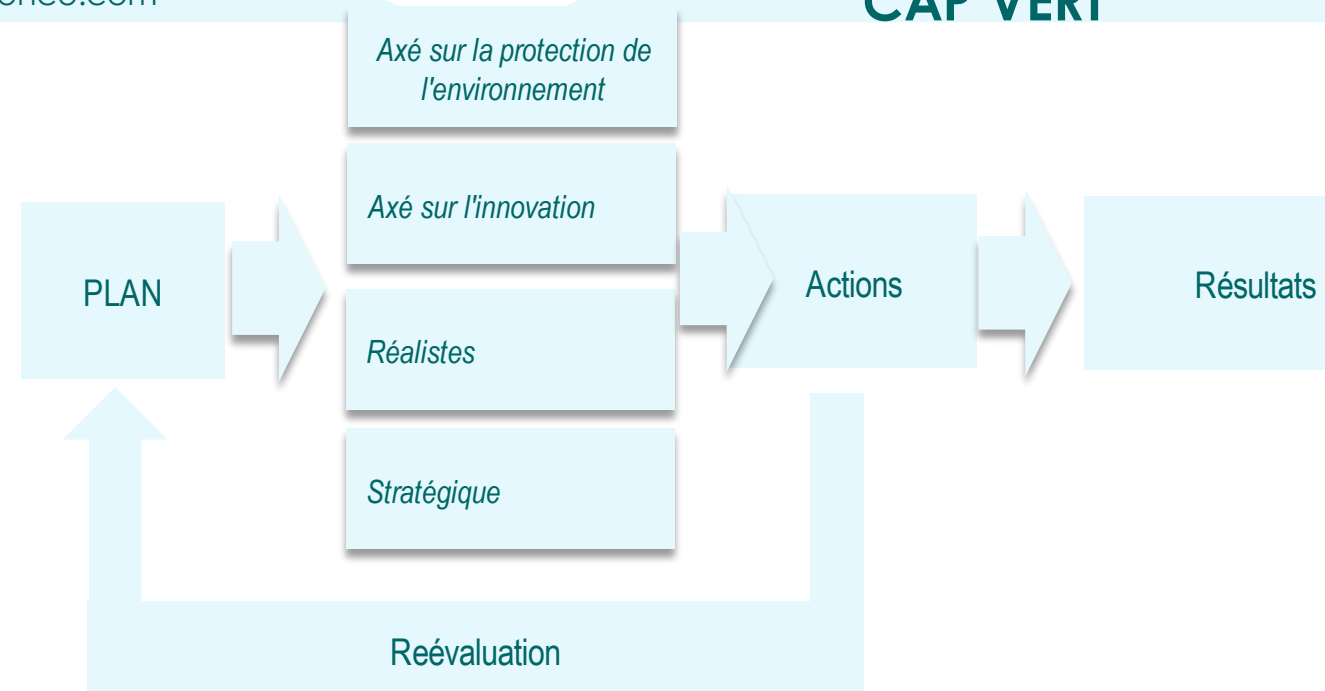 CAP VERT
Axé sur la protection de
l'environnement
Axé sur l'innovation
PLAN
Actions
Résultats
Réalistes
Stratégique
Reévaluation